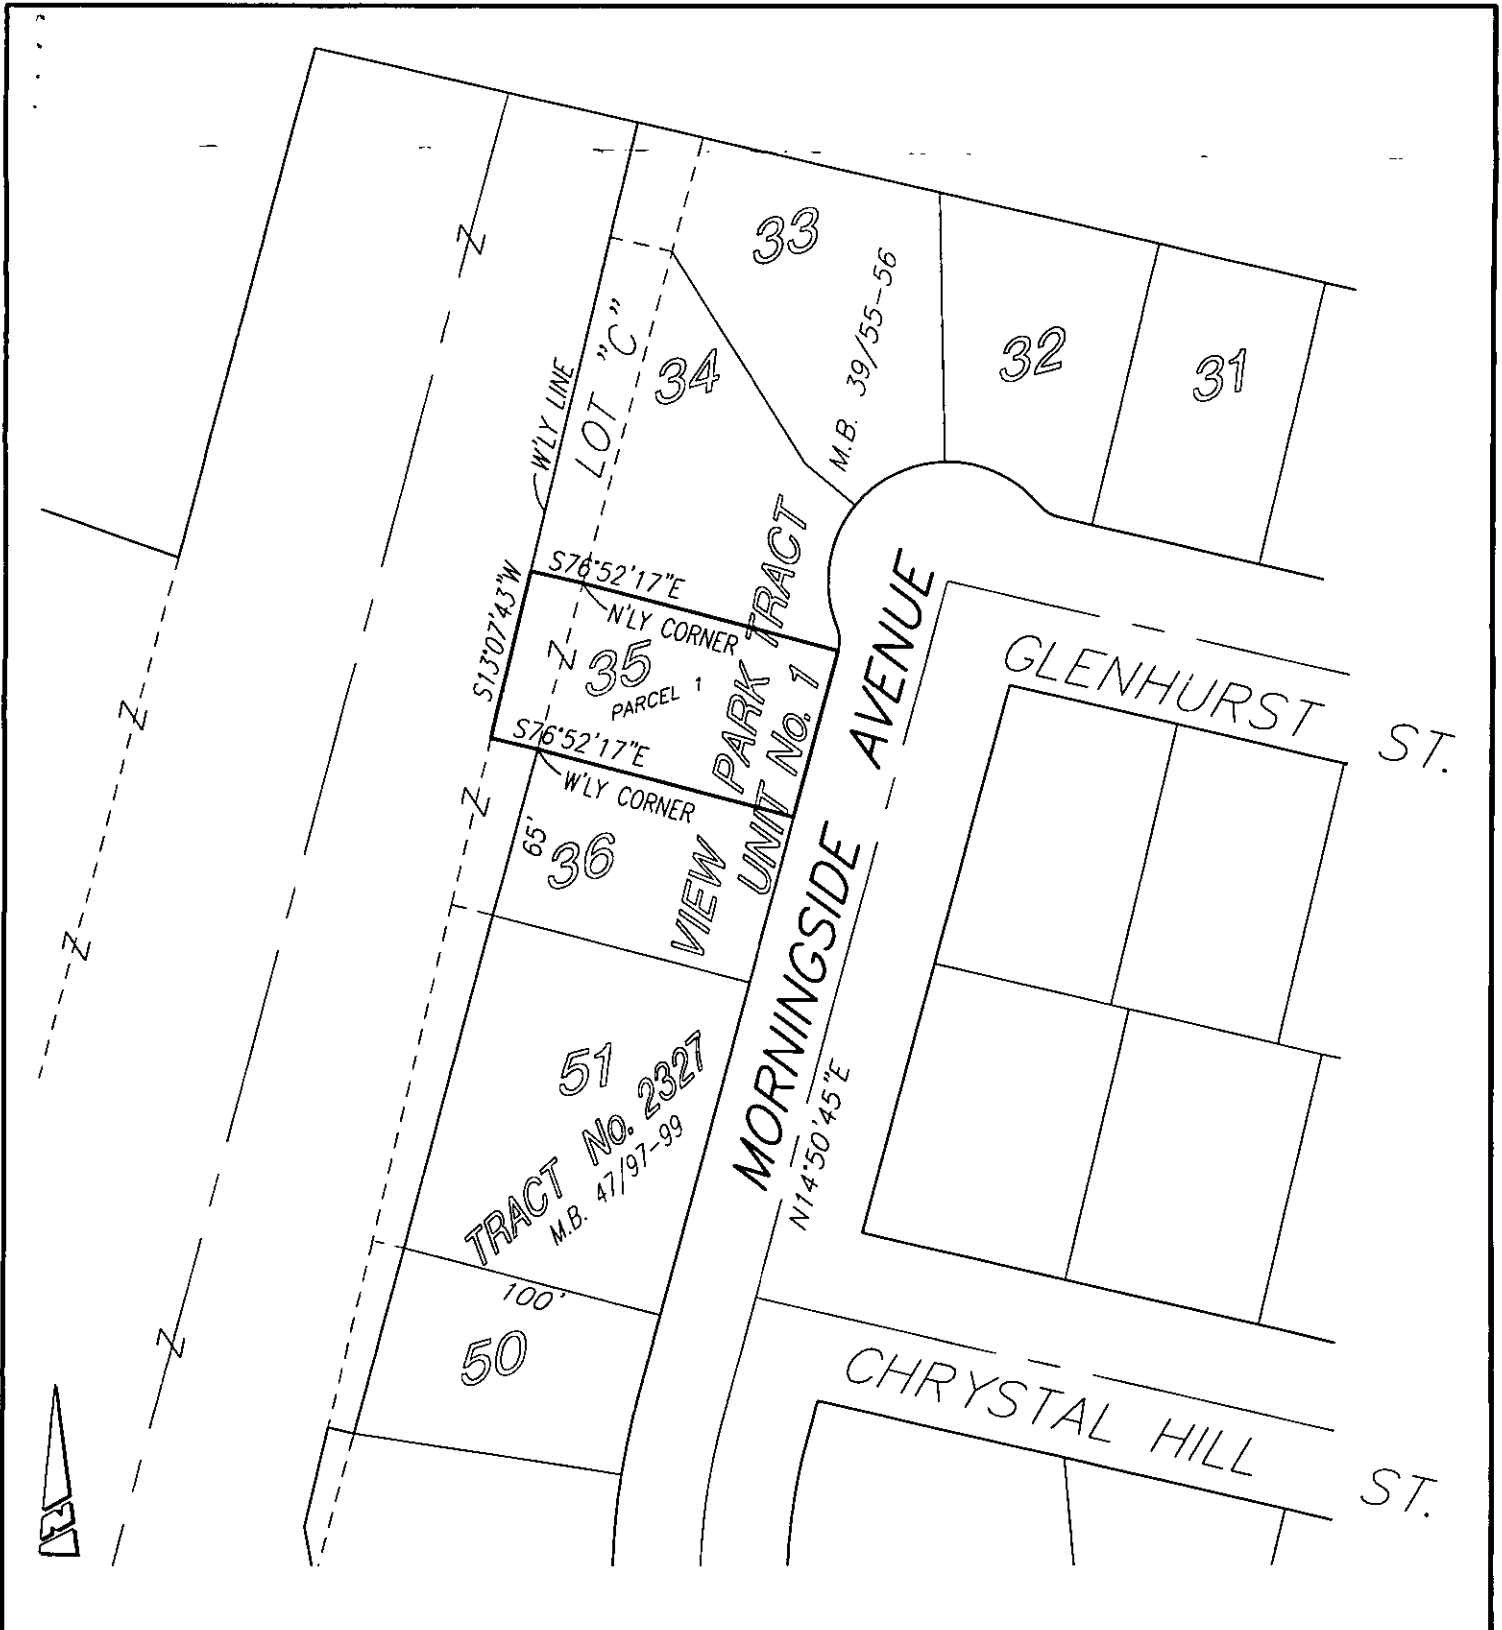 33
M.B. 39/55-56
32
31
34
LOT "C"
W'LY LINE
S76°52'17"E
N'LY CORNER
S13°07'43"W
35
PARCEL 1
S76°52'17"E
W'LY CORNER
65'
36
VIEW PARK TRACT
UNIT No. 1
MORNINGSIDE AVENUE
GLENHURST ST.
N14°50'45"E
51
TRACT No. 2327
M.B. 47/97-99
100'
50
CHRYSTAL HILL ST.
N